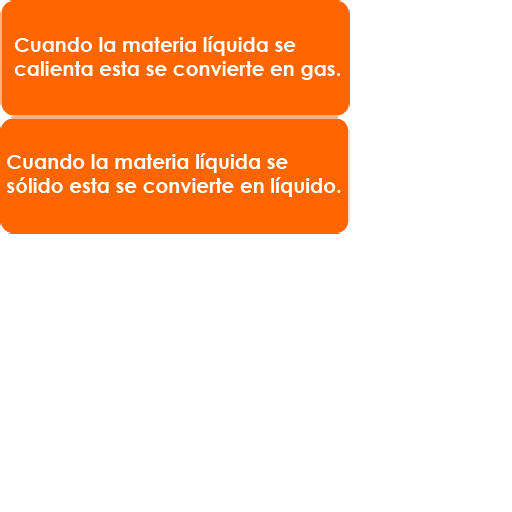 Cuando la materia líquida se
calienta esta se convierte en gas.
Cuando la materia líquida se
sólido esta se convierte en líquido.